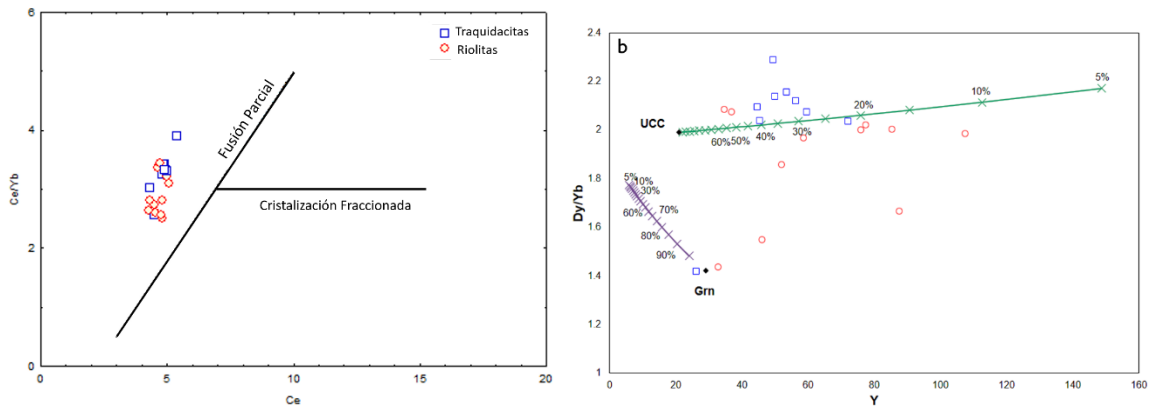 Traquidacitas
Riolitas
Fusión Parcial
Cristalización Fraccionada
Ce/Yb
6
4
2
0
0 5 10 15 20
Ce
b
Dy/Yb
2.4
2.2
2
1.8
1.6
1.4
1.2
1
UCC
60% 50% 40% 30% 20% 10% 5%
5% 10%
30%
60% 70%
80%
90%
Grn
0 20 40 60 80 100 120 140 160
Y